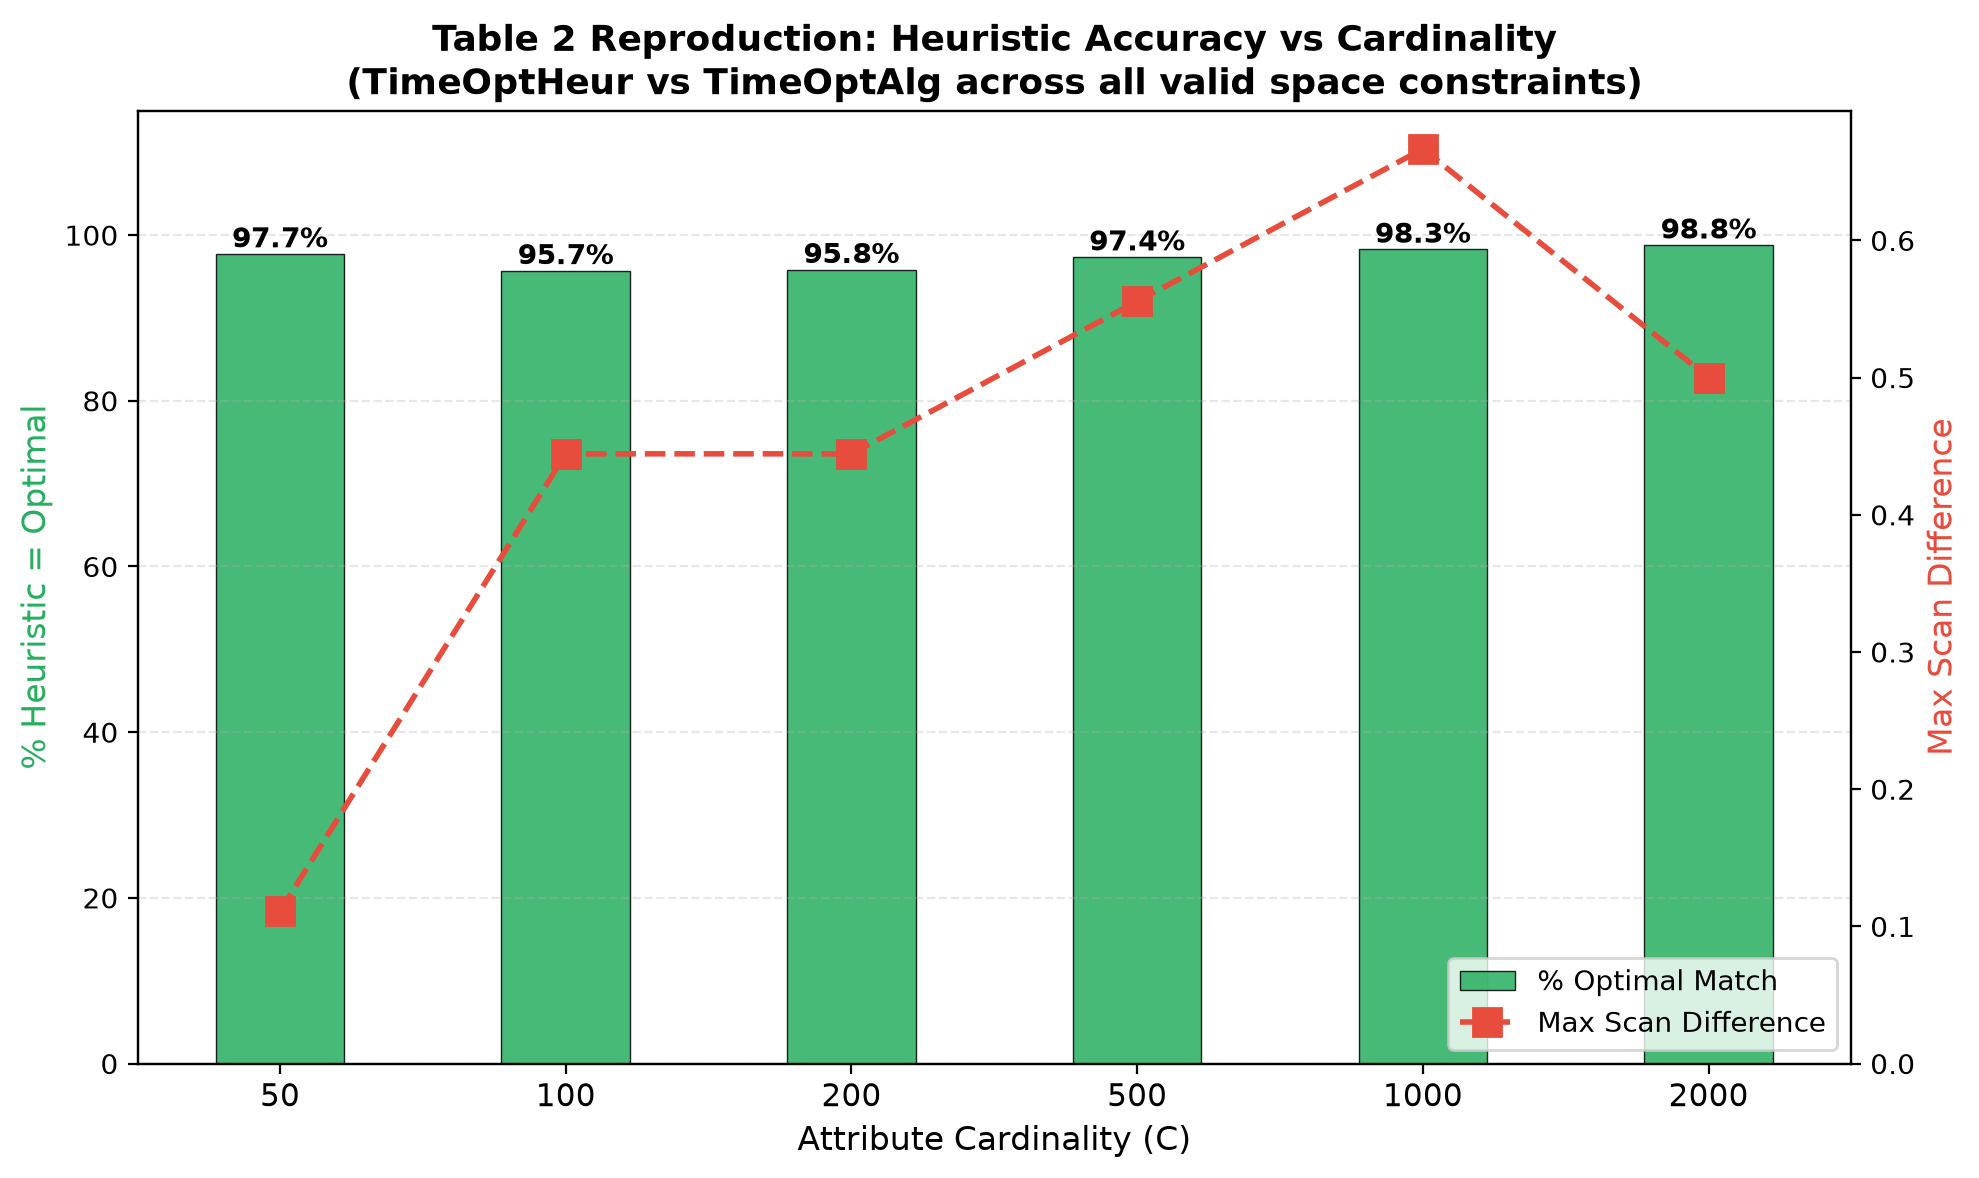 Table 2 Reproduction: Heuristic Accuracy vs Cardinality
(TimeOptHeur vs TimeOptAlg across all valid space constraints)
% Heuristic = Optimal
100
80
60
40
20
0
97.7%
95.7%
95.8%
97.4%
98.3%
98.8%
0.6
0.5
0.4
0.3
0.2
0.1
0.0
Max Scan Difference
% Optimal Match
Max Scan Difference
50 100 200 500 1000 2000
Attribute Cardinality (C)